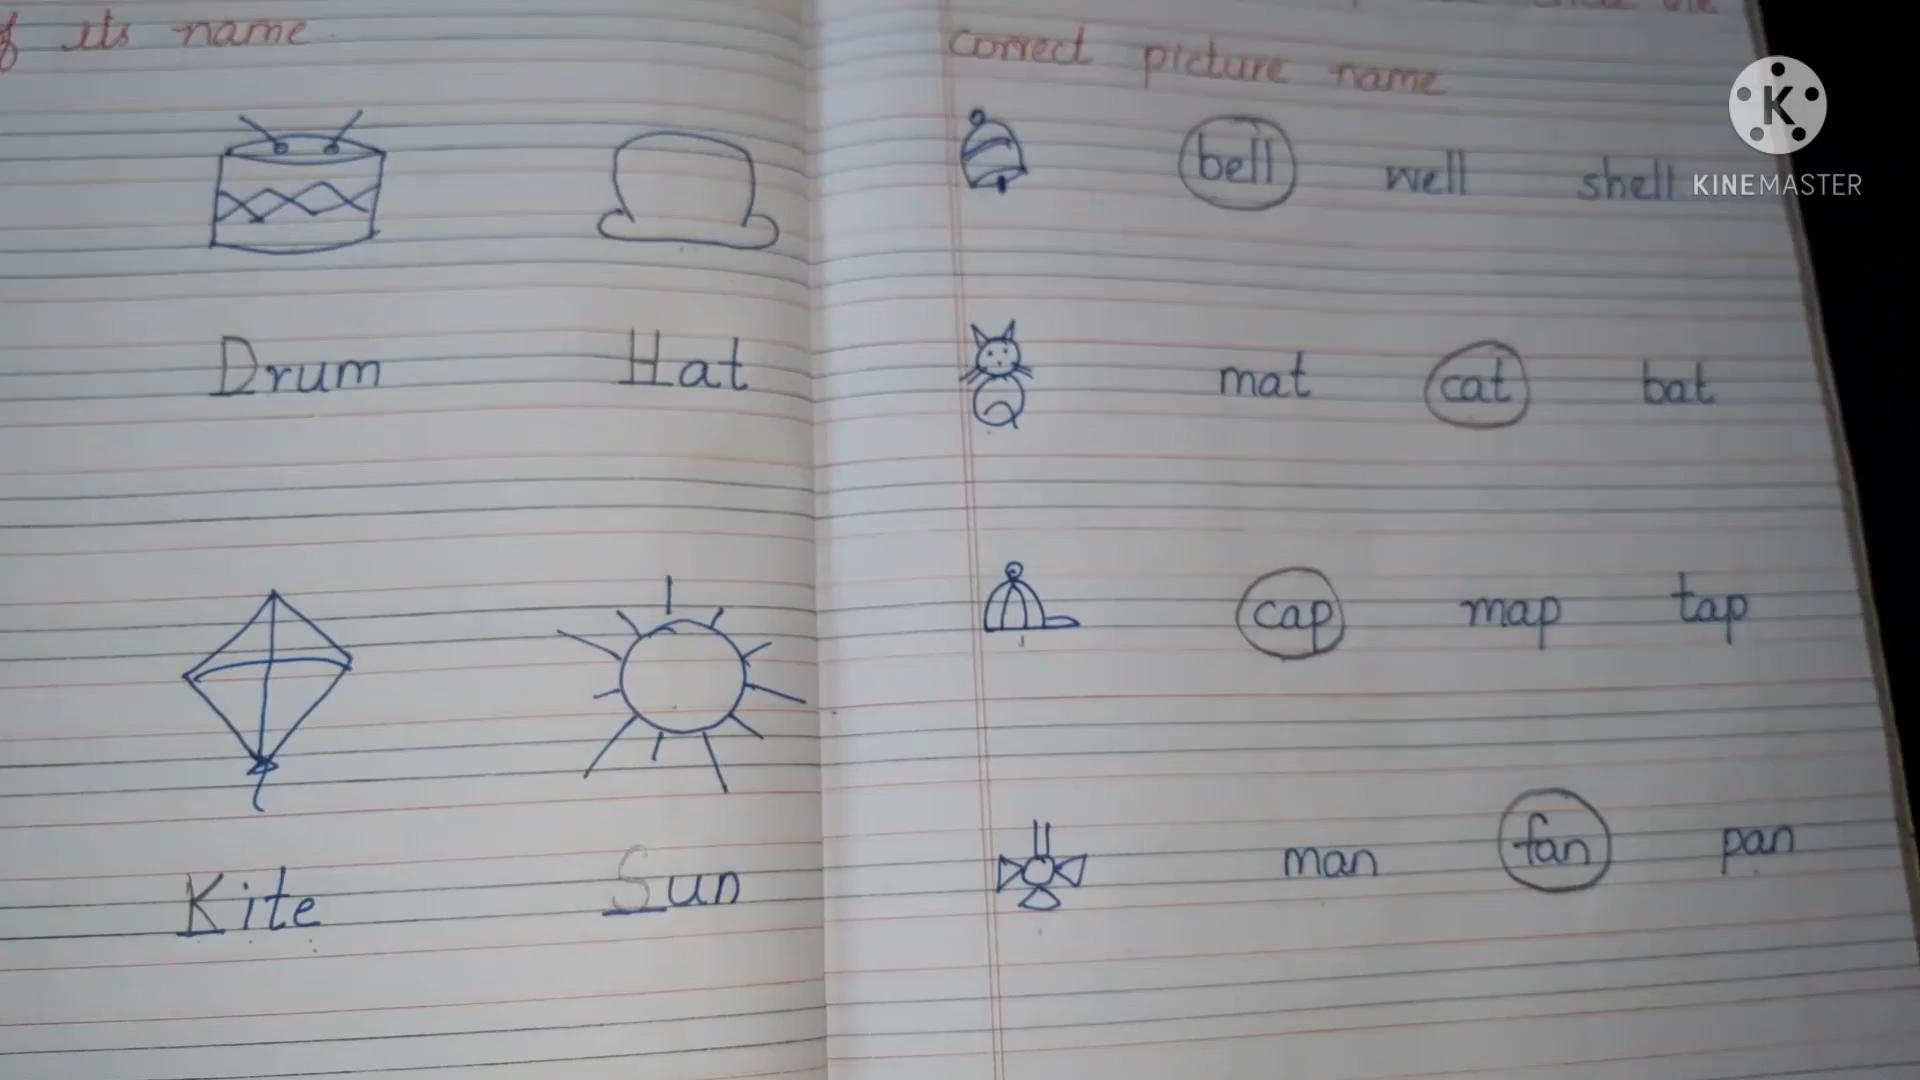 its name
correct picture name
Drum Hat
Kite Sun
bell well shell
mat cat bat
cap map tap
man fan pan
KINEMASTER